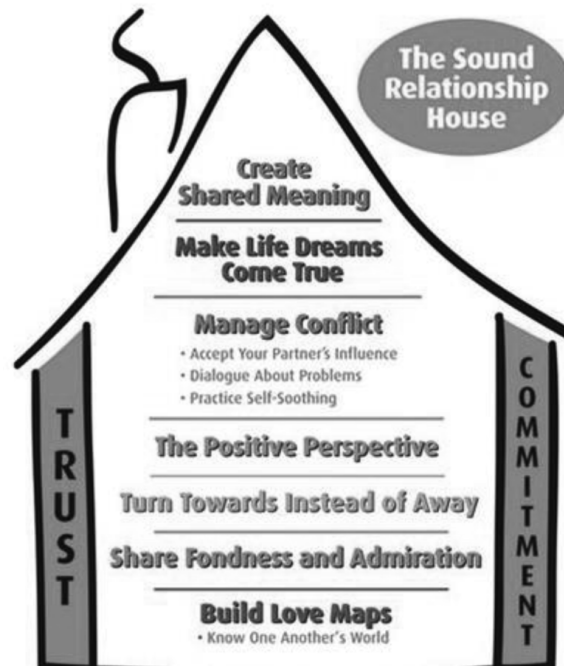 The Sound
Relationship
House
Create
Shared Meaning
Make Life Dreams
Come True
Manage Conflict
• Accept Your Partner's Influence
• Dialogue About Problems
• Practice Self-Soothing
The Positive Perspective
Turn Towards Instead of Away
Share Fondness and Admiration
Build Love Maps
• Know One Another's World
TRUST
COMMITMENT